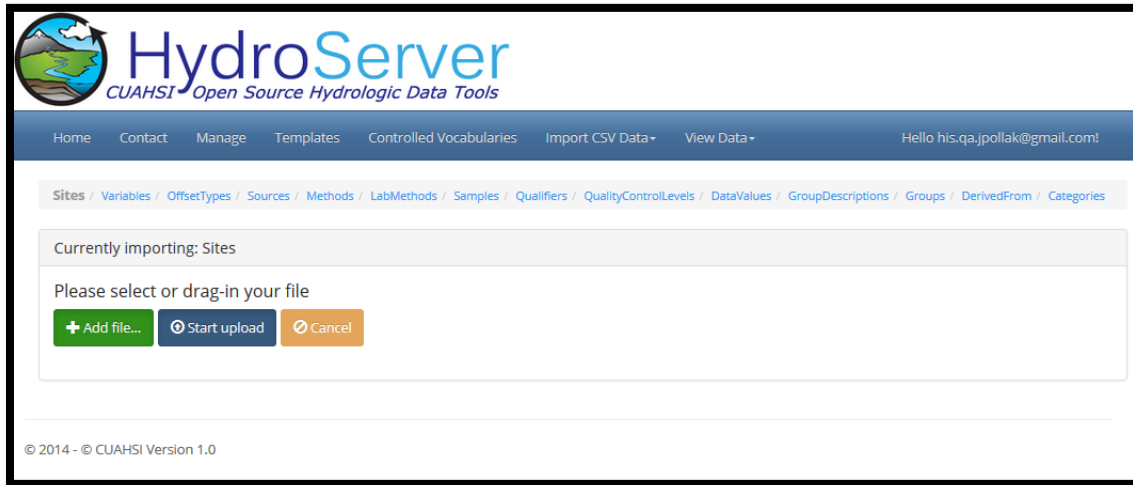 HydroServer
CUAHSI Open Source Hydrologic Data Tools
Home Contact Manage Templates Controlled Vocabularies Import CSV Data View Data Hello his.qa.jpollak@gmail.com!
Sites / Variables / OffsetTypes / Sources / Methods / LabMethods / Samples / Qualifiers / QualityControlLevels / DataValues / GroupDescriptions / Groups / DerivedFrom / Categories
Currently importing: Sites
Please select or drag-in your file
Add file... Start upload Cancel
© 2014 - © CUAHSI Version 1.0